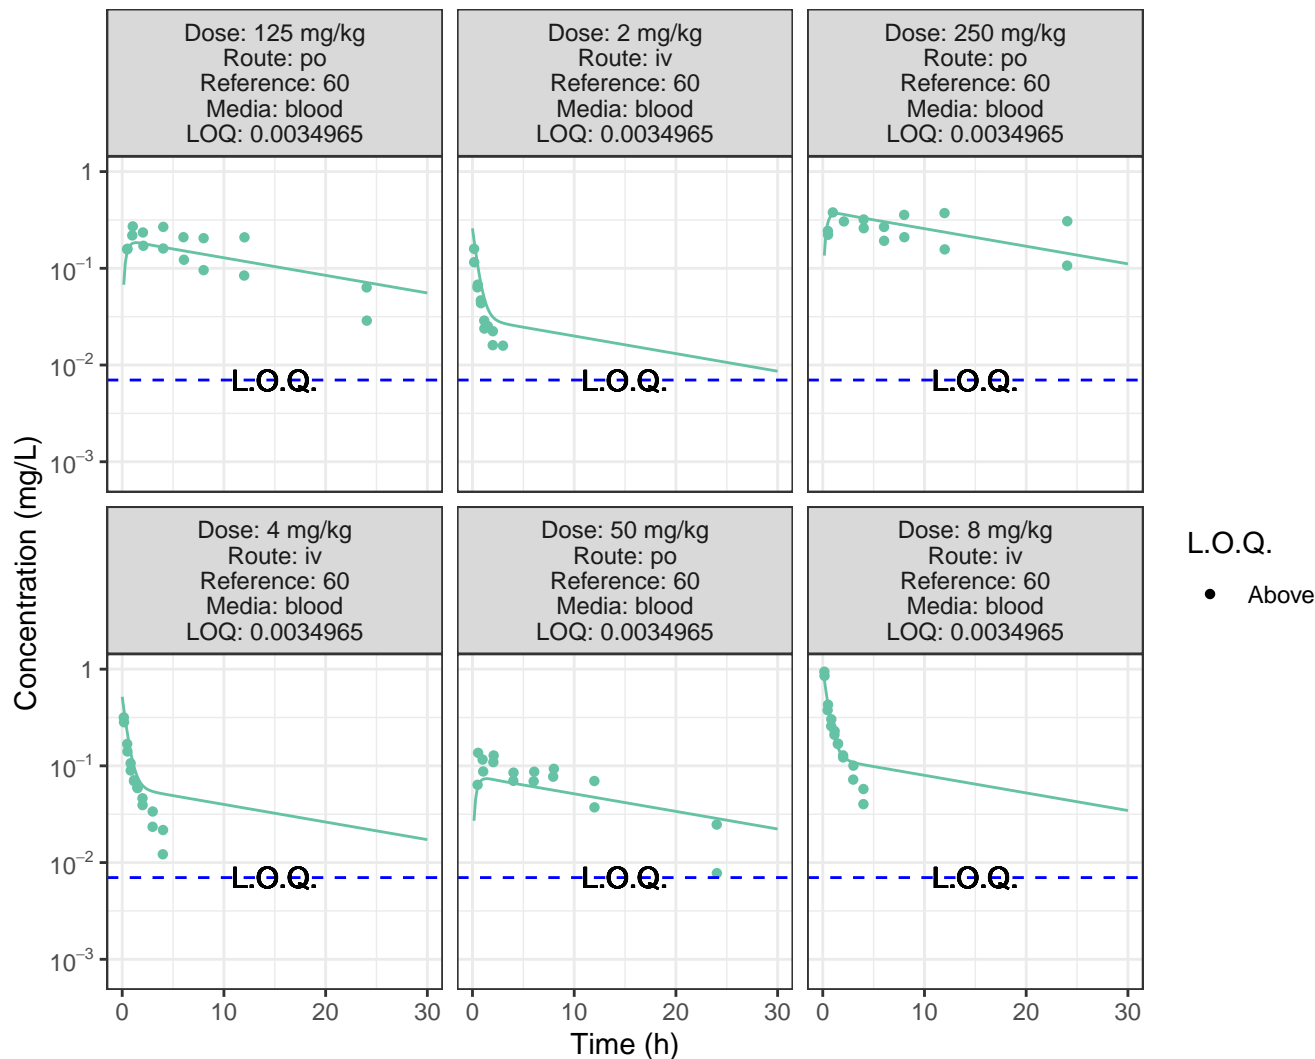 Dose: 125 mg/kg
Route: po
Reference: 60
Media: blood
LOQ: 0.0034965
Dose: 2 mg/kg
Route: iv
Reference: 60
Media: blood
LOQ: 0.0034965
Dose: 250 mg/kg
Route: po
Reference: 60
Media: blood
LOQ: 0.0034965
1
10⁻¹
10⁻²
10⁻³
L.O.Q.
L.O.Q.
L.O.Q.
Concentration (mg/L)
Dose: 4 mg/kg
Route: iv
Reference: 60
Media: blood
LOQ: 0.0034965
Dose: 50 mg/kg
Route: po
Reference: 60
Media: blood
LOQ: 0.0034965
Dose: 8 mg/kg
Route: iv
Reference: 60
Media: blood
LOQ: 0.0034965
1
10⁻¹
10⁻²
10⁻³
L.O.Q.
L.O.Q.
L.O.Q.
0 10 20 30
0 10 20 30
0 10 20 30
Time (h)
L.O.Q.
Above